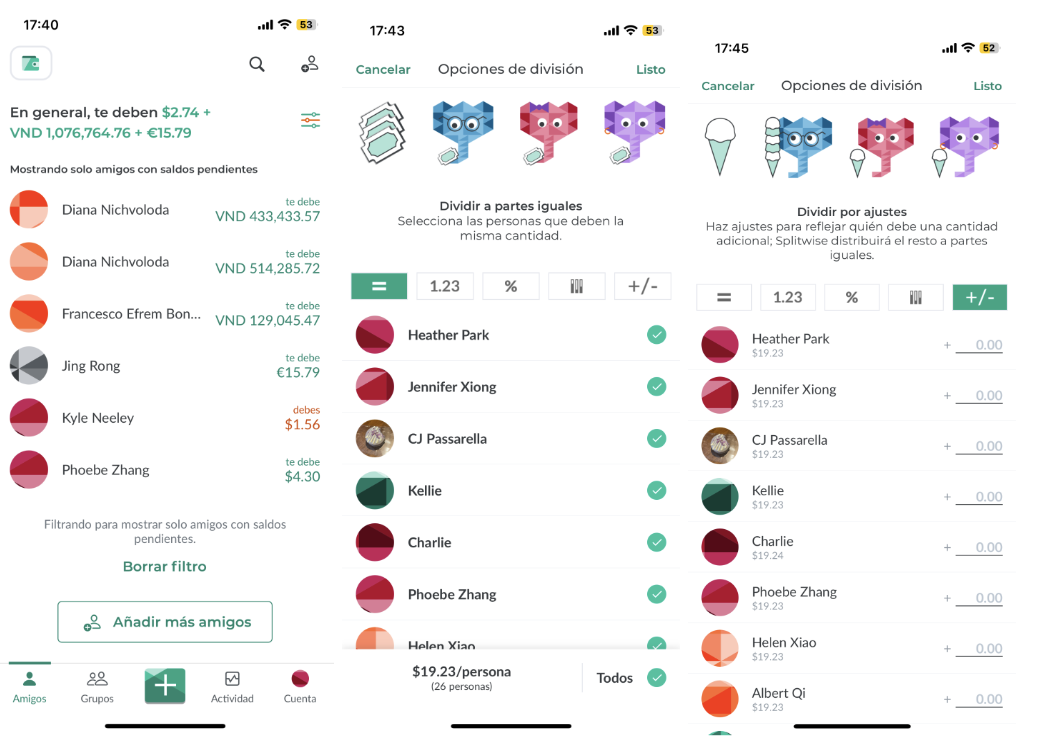 17:40
53
En general, te deben $2.74 +
VND 1,076,764.76 + €15.79
Mostrando solo amigos con saldos pendientes
Diana Nichvoloda
te debe
VND 433,433.57
Diana Nichvoloda
te debe
VND 514,285.72
Francesco Efrem Bon...
te debe
VND 129,045.47
Jing Rong
te debe
€15.79
Kyle Neeley
debes
$1.56
Phoebe Zhang
te debe
$4.30
Filtrando para mostrar solo amigos con saldos
pendientes.
Borrar filtro
Añadir más amigos
Amigos
Grupos
Actividad
Cuenta
17:43
53
Cancelar
Opciones de división
Listo
Dividir a partes iguales
Selecciona las personas que deben la
misma cantidad.
=
1.23
%
+/-
Heather Park
Jennifer Xiong
CJ Passarella
Kellie
Charlie
Phoebe Zhang
Helen Xiao
$19.23/persona
(26 personas)
Todos
17:45
52
Cancelar
Opciones de división
Listo
Dividir por ajustes
Haz ajustes para reflejar quién debe una cantidad
adicional; Splitwise distribuirá el resto a partes
iguales.
=
1.23
%
+/-
Heather Park
$19.23
+ 0.00
Jennifer Xiong
$19.23
+ 0.00
CJ Passarella
$19.23
+ 0.00
Kellie
$19.23
+ 0.00
Charlie
$19.24
+ 0.00
Phoebe Zhang
$19.23
+ 0.00
Helen Xiao
$19.23
+ 0.00
Albert Qi
$19.23
+ 0.00